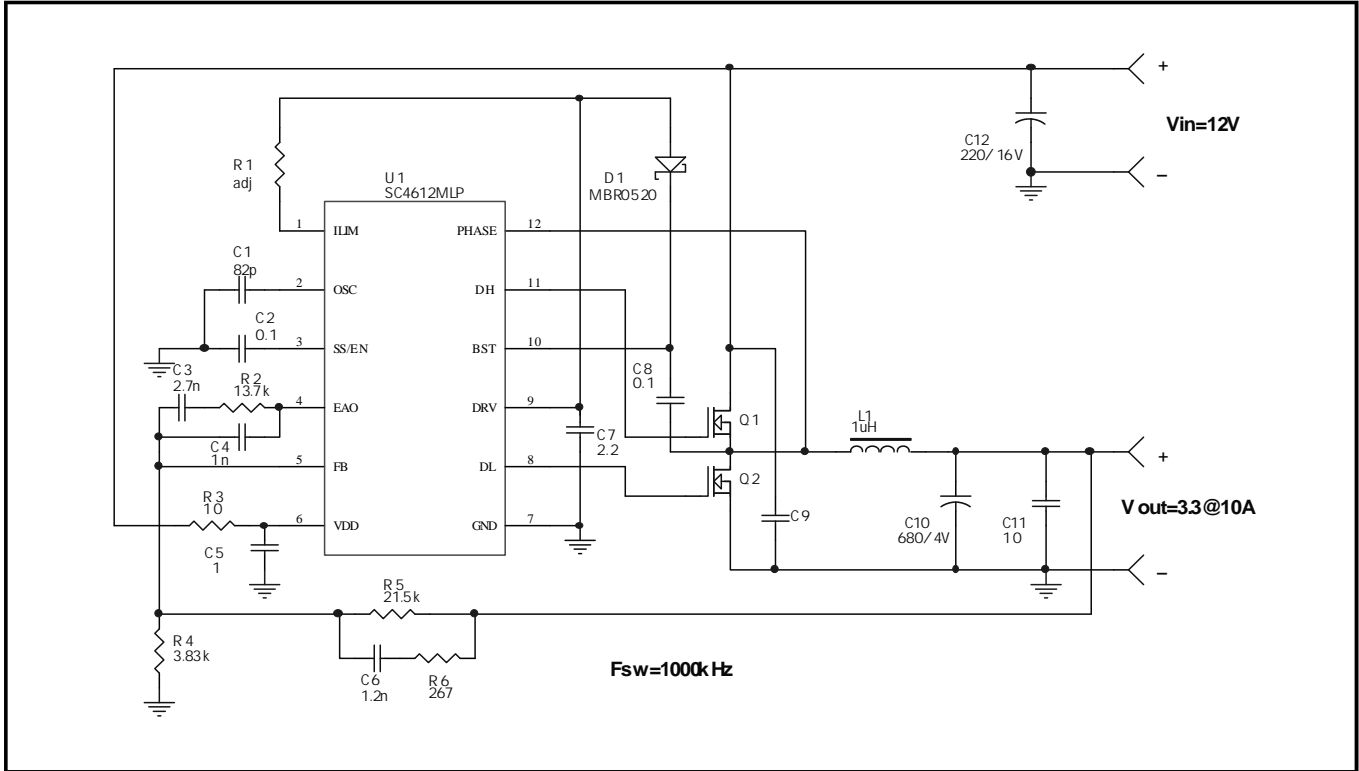 +
Vin=12V
C12
220/16V
–
R1
adj
U1
SC4612MLP
D1
MBR0520
1
ILIM
PHASE
12
C1
82p
2
OSC
DH
11
C2
0.1
3
SS/EN
BST
10
C3
2.7n
R2
13.7k
4
EAO
DRV
9
C8
0.1
C4
1n
5
FB
DL
8
C7
2.2
Q1
Q2
L1
1uH
+
R3
10
6
VDD
GND
7
C5
1
C9
C10
680/4V
C11
10
Vout=3.3@10A
–
R5
21.5k
R4
3.83k
C6
1.2n
R6
267
Fsw=1000kHz